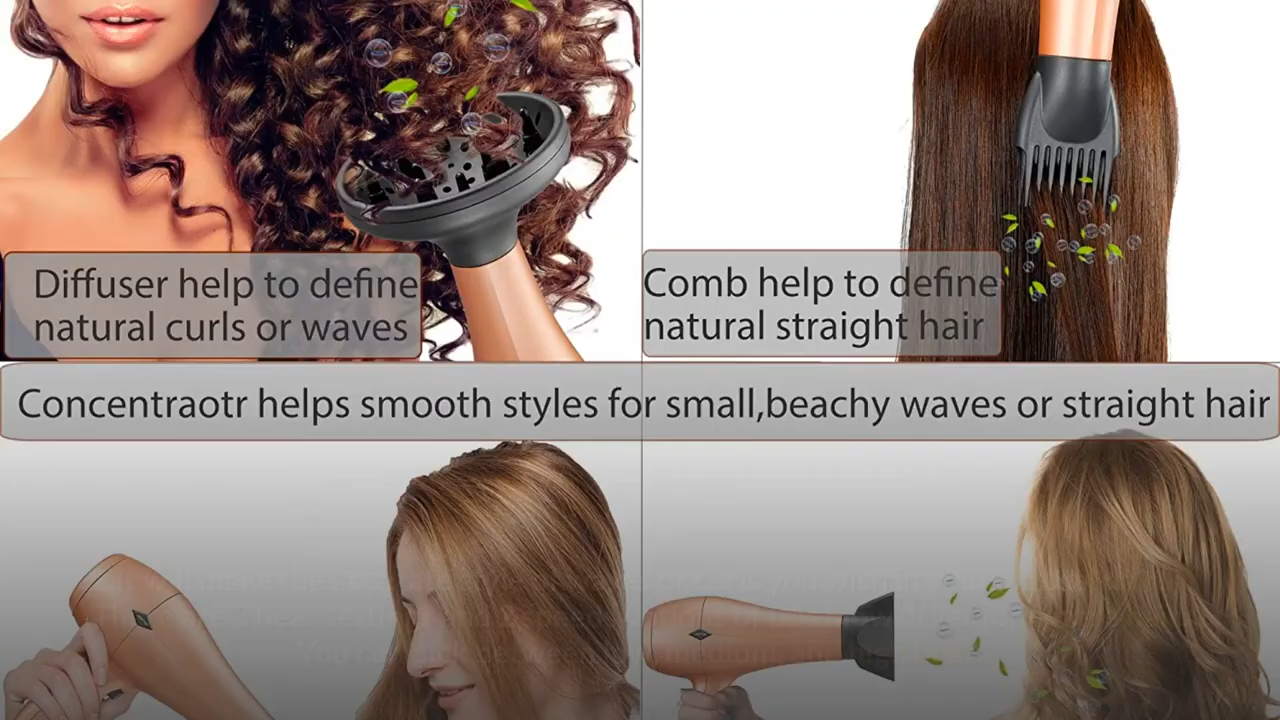 Diffuser help to define
natural curls or waves
Comb help to define
natural straight hair
Concentraotr helps smooth styles for small,beachy waves or straight hair